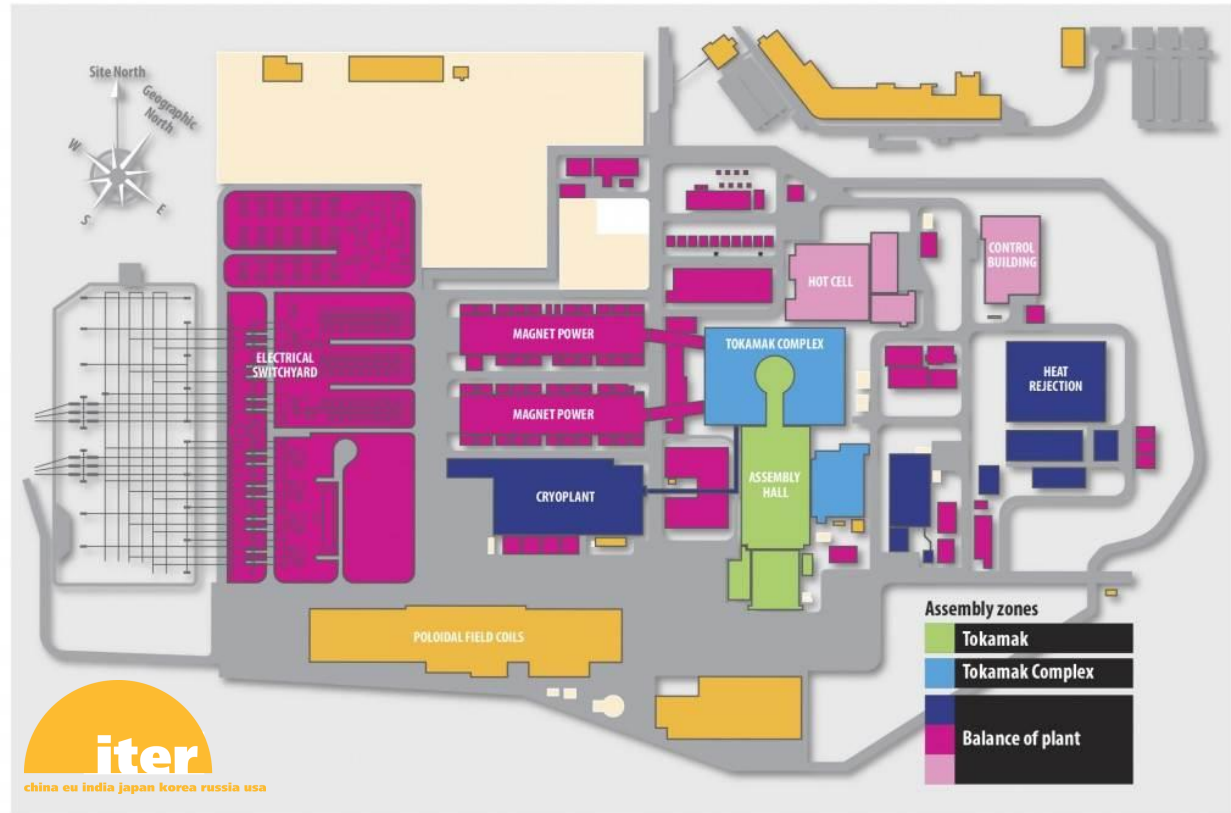 Site North
Geographic
North
W
S
E
CONTROL
BUILDING
HOT CELL
MAGNET POWER
TOKAMAK COMPLEX
ELECTRICAL
SWITCHYARD
HEAT
REJECTION
MAGNET POWER
ASSEMBLY
HALL
CRYOPLANT
POLOIDAL FIELD COILS
Assembly zones
Tokamak
Tokamak Complex
Balance of plant
iter
china eu india japan korea russia usa